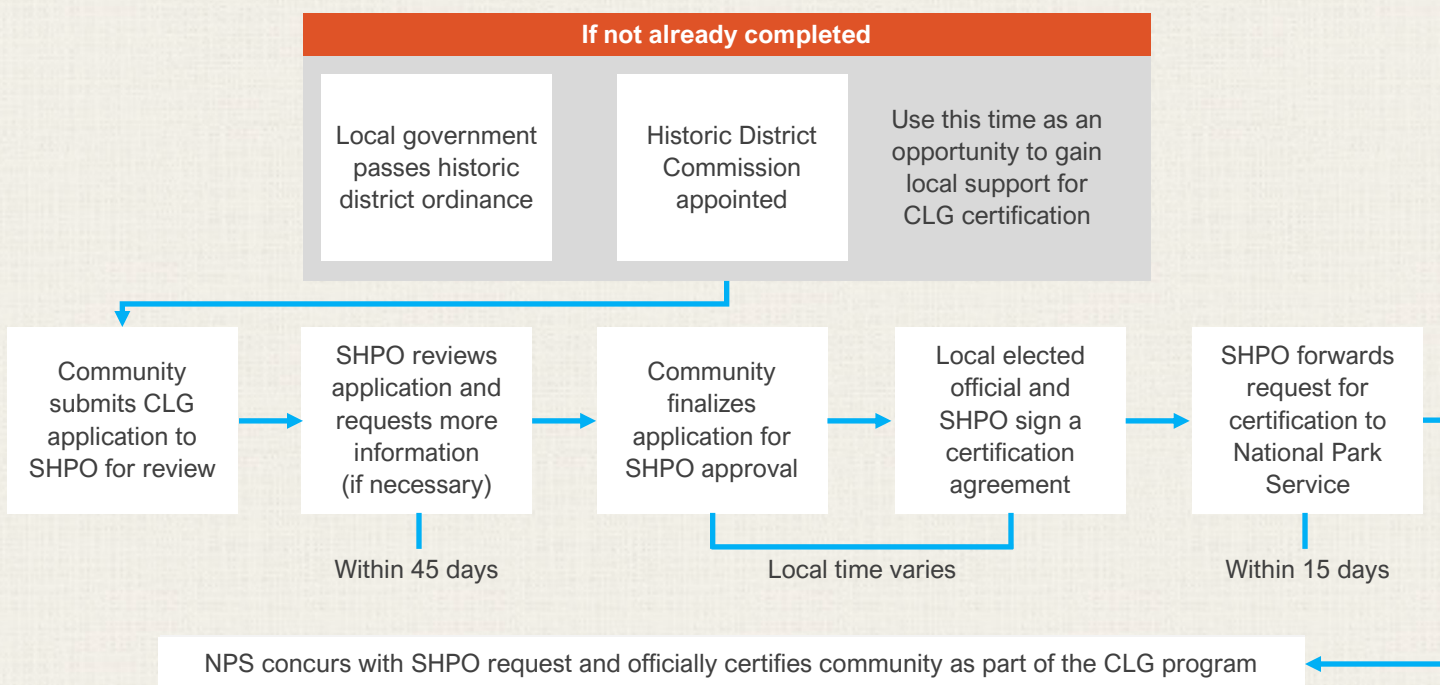 If not already completed
Local government
passes historic
district ordinance
Historic District
Commission
appointed
Use this time as an
opportunity to gain
local support for
CLG certification
Community
submits CLG
application to
SHPO for review
SHPO reviews
application and
requests more
information
(if necessary)
Community
finalizes
application for
SHPO approval
Local elected
official and
SHPO sign a
certification
agreement
SHPO forwards
request for
certification to
National Park
Service
Within 45 days
Local time varies
Within 15 days
NPS concurs with SHPO request and officially certifies community as part of the CLG program